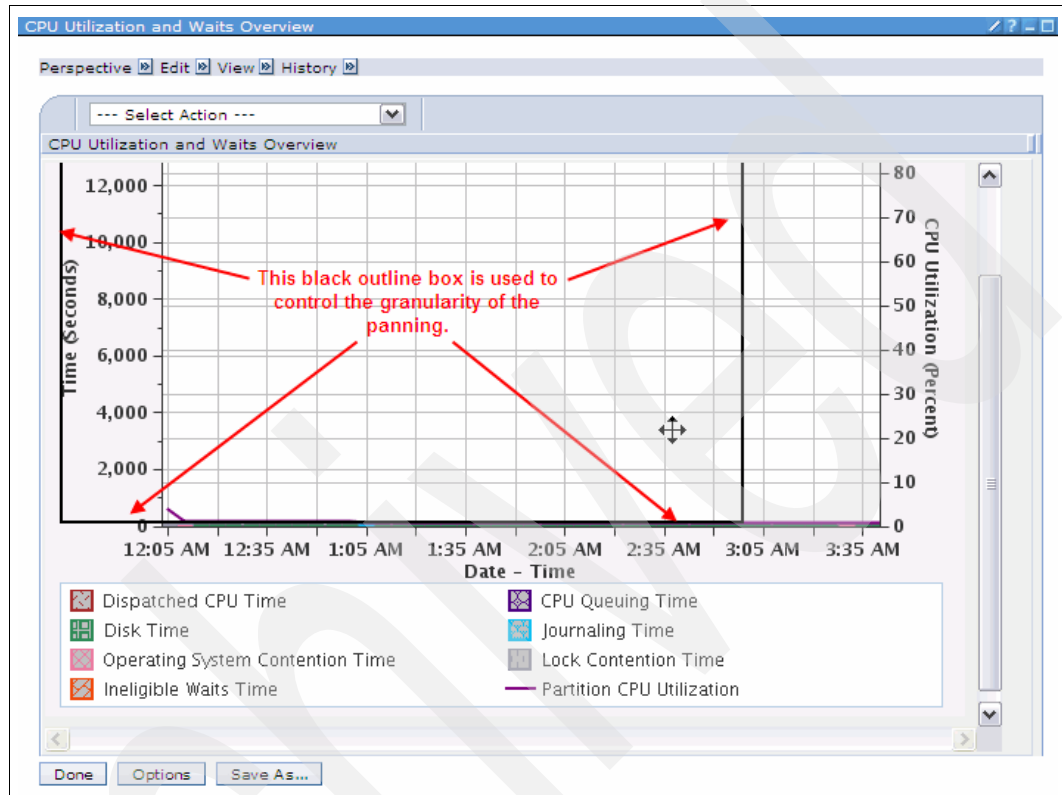 CPU Utilization and Waits Overview
Perspective Edit View History
--- Select Action ---
CPU Utilization and Waits Overview
12,000
10,000
8,000
6,000
4,000
2,000
0
Time (Seconds)
80
70
60
50
40
30
20
10
0
CPU Utilization (Percent)
This black outline box is used to
control the granularity of the
panning.
12:05 AM 12:35 AM 1:05 AM 1:35 AM 2:05 AM 2:35 AM 3:05 AM 3:35 AM
Date – Time
Dispatched CPU Time CPU Queuing Time
Disk Time Journaling Time
Operating System Contention Time Lock Contention Time
Ineligible Waits Time Partition CPU Utilization
Done Options Save As...